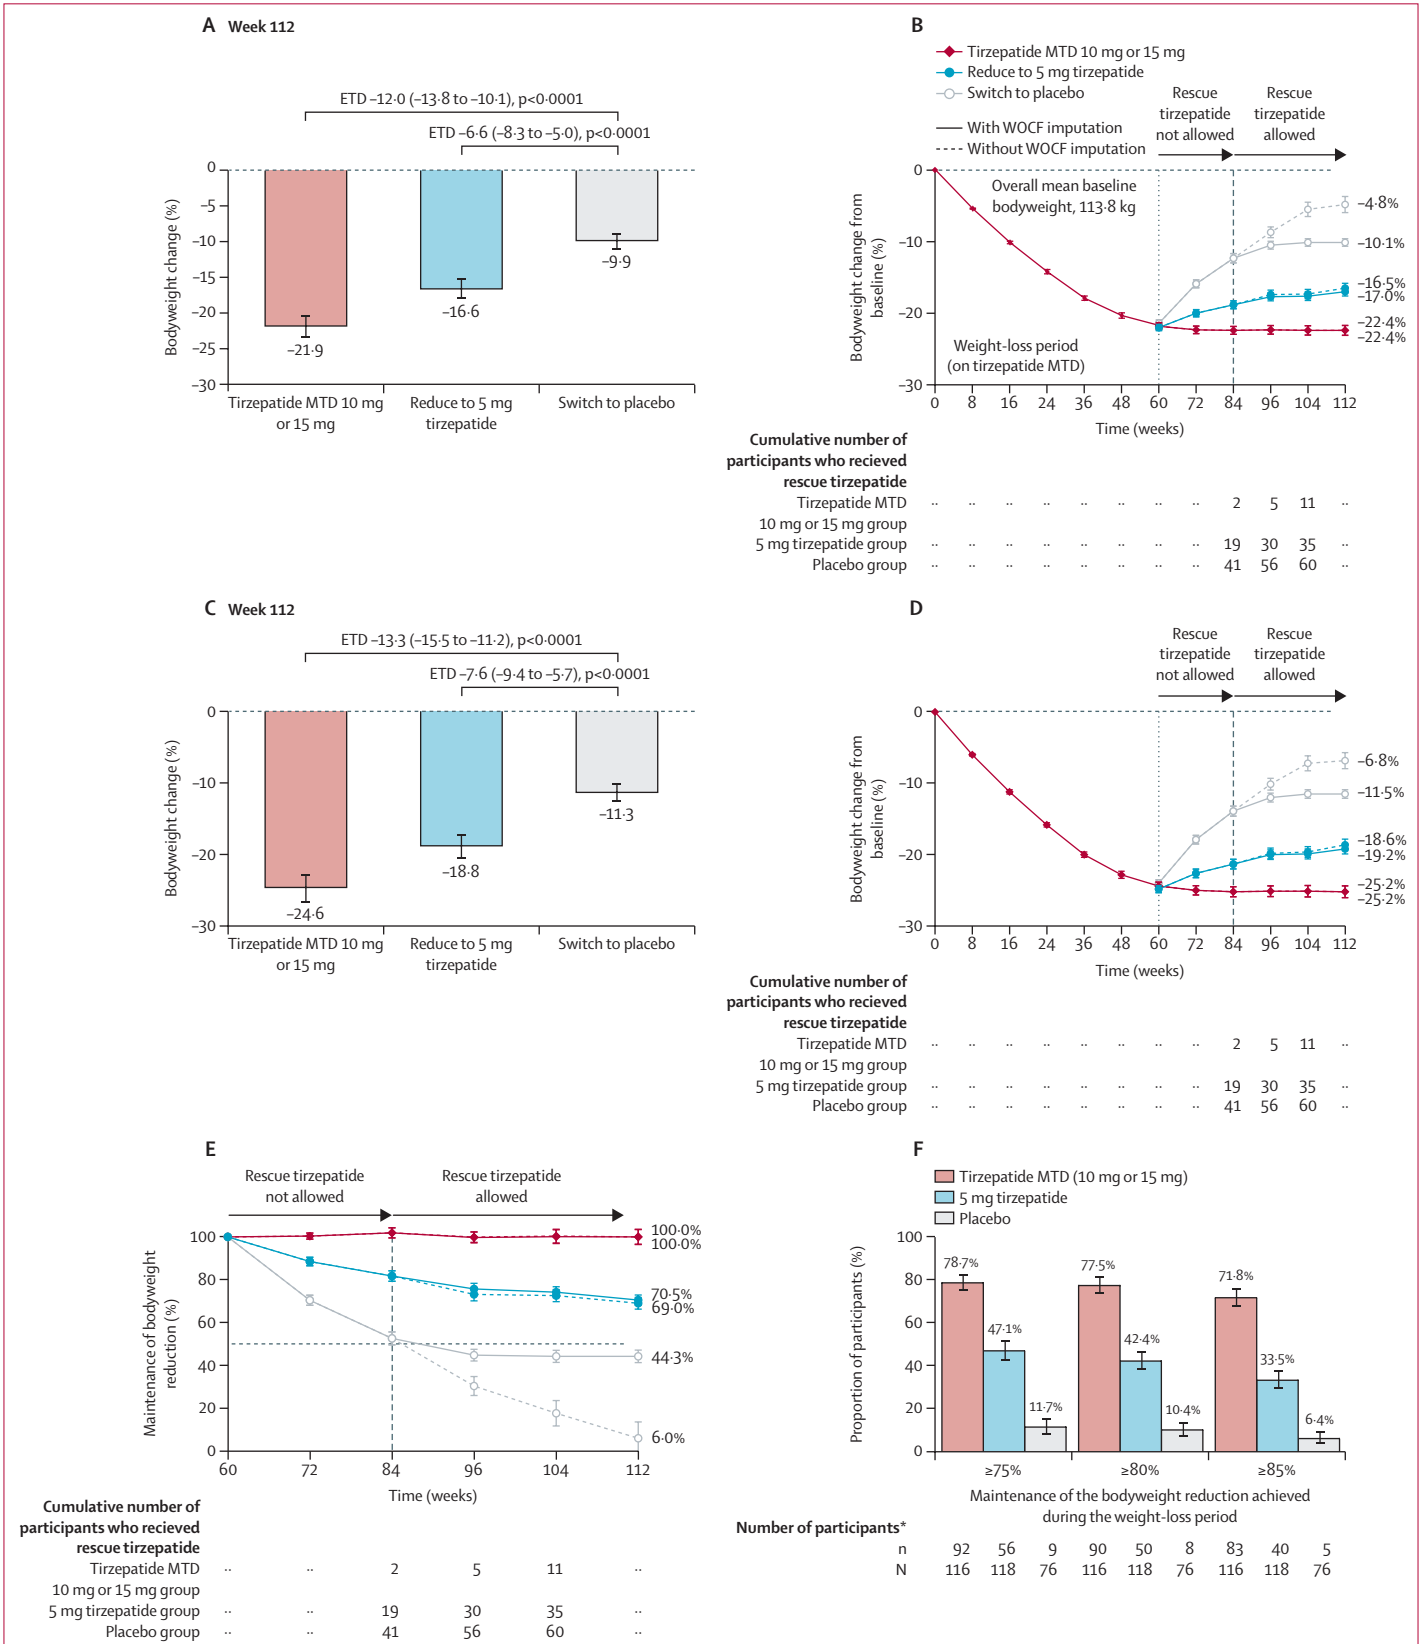 A Week 112
ETD –12·0 (–13·8 to –10·1), p<0·0001
ETD –6·6 (–8·3 to –5·0), p<0·0001
Bodyweight change (%)
0
–5
–10
–15
–20
–25
–30
–21·9
–16·6
–9·9
Tirzepatide MTD 10 mg
or 15 mg
Reduce to 5 mg
tirzepatide
Switch to placebo
B
Tirzepatide MTD 10 mg or 15 mg
Reduce to 5 mg tirzepatide
Switch to placebo
With WOCF imputation
Without WOCF imputation
Rescue
tirzepatide
not allowed
Rescue
tirzepatide
allowed
Overall mean baseline
bodyweight, 113·8 kg
Weight-loss period
(on tirzepatide MTD)
Bodyweight change from
baseline (%)
0
–10
–20
–30
–4·8%
–10·1%
–16·5%
–17·0%
–22·4%
–22·4%
0 8 16 24 36 48 60 72 84 96 104 112
Time (weeks)
Cumulative number of
participants who recieved
rescue tirzepatide
Tirzepatide MTD ·· ·· ·· ·· ·· ·· ·· ·· 2 5 11 ··
10 mg or 15 mg group
5 mg tirzepatide group ·· ·· ·· ·· ·· ·· ·· ·· 19 30 35 ··
Placebo group ·· ·· ·· ·· ·· ·· ·· ·· 41 56 60 ··
C Week 112
ETD –13·3 (–15·5 to –11·2), p<0·0001
ETD –7·6 (–9·4 to –5·7), p<0·0001
Bodyweight change (%)
0
–10
–20
–30
–24·6
–18·8
–11·3
Tirzepatide MTD 10 mg
or 15 mg
Reduce to 5 mg
tirzepatide
Switch to placebo
D
Rescue
tirzepatide
not allowed
Rescue
tirzepatide
allowed
Bodyweight change from
baseline (%)
0
–10
–20
–30
–6·8%
–11·5%
–18·6%
–19·2%
–25·2%
–25·2%
0 8 16 24 36 48 60 72 84 96 104 112
Time (weeks)
Cumulative number of
participants who recieved
rescue tirzepatide
Tirzepatide MTD ·· ·· ·· ·· ·· ·· ·· ·· 2 5 11 ··
10 mg or 15 mg group
5 mg tirzepatide group ·· ·· ·· ·· ·· ·· ·· ·· 19 30 35 ··
Placebo group ·· ·· ·· ·· ·· ·· ·· ·· 41 56 60 ··
E
Rescue tirzepatide
not allowed
Rescue tirzepatide
allowed
Maintenance of bodyweight
reduction (%)
100
80
60
40
20
0
100·0%
100·0%
70·5%
69·0%
44·3%
6·0%
60 72 84 96 104 112
Time (weeks)
Cumulative number of
participants who recieved
rescue tirzepatide
Tirzepatide MTD ·· ·· 2 5 11 ··
10 mg or 15 mg group
5 mg tirzepatide group ·· ·· 19 30 35 ··
Placebo group ·· ·· 41 56 60 ··
F
Tirzepatide MTD (10 mg or 15 mg)
5 mg tirzepatide
Placebo
Proportion of participants (%)
100
80
60
40
20
0
78·7%
47·1%
11·7%
77·5%
42·4%
10·4%
71·8%
33·5%
6·4%
≥75% ≥80% ≥85%
Maintenance of the bodyweight reduction achieved
during the weight-loss period
Number of participants*
n 92 56 9 90 50 8 83 40 5
N 116 118 76 116 118 76 116 118 76